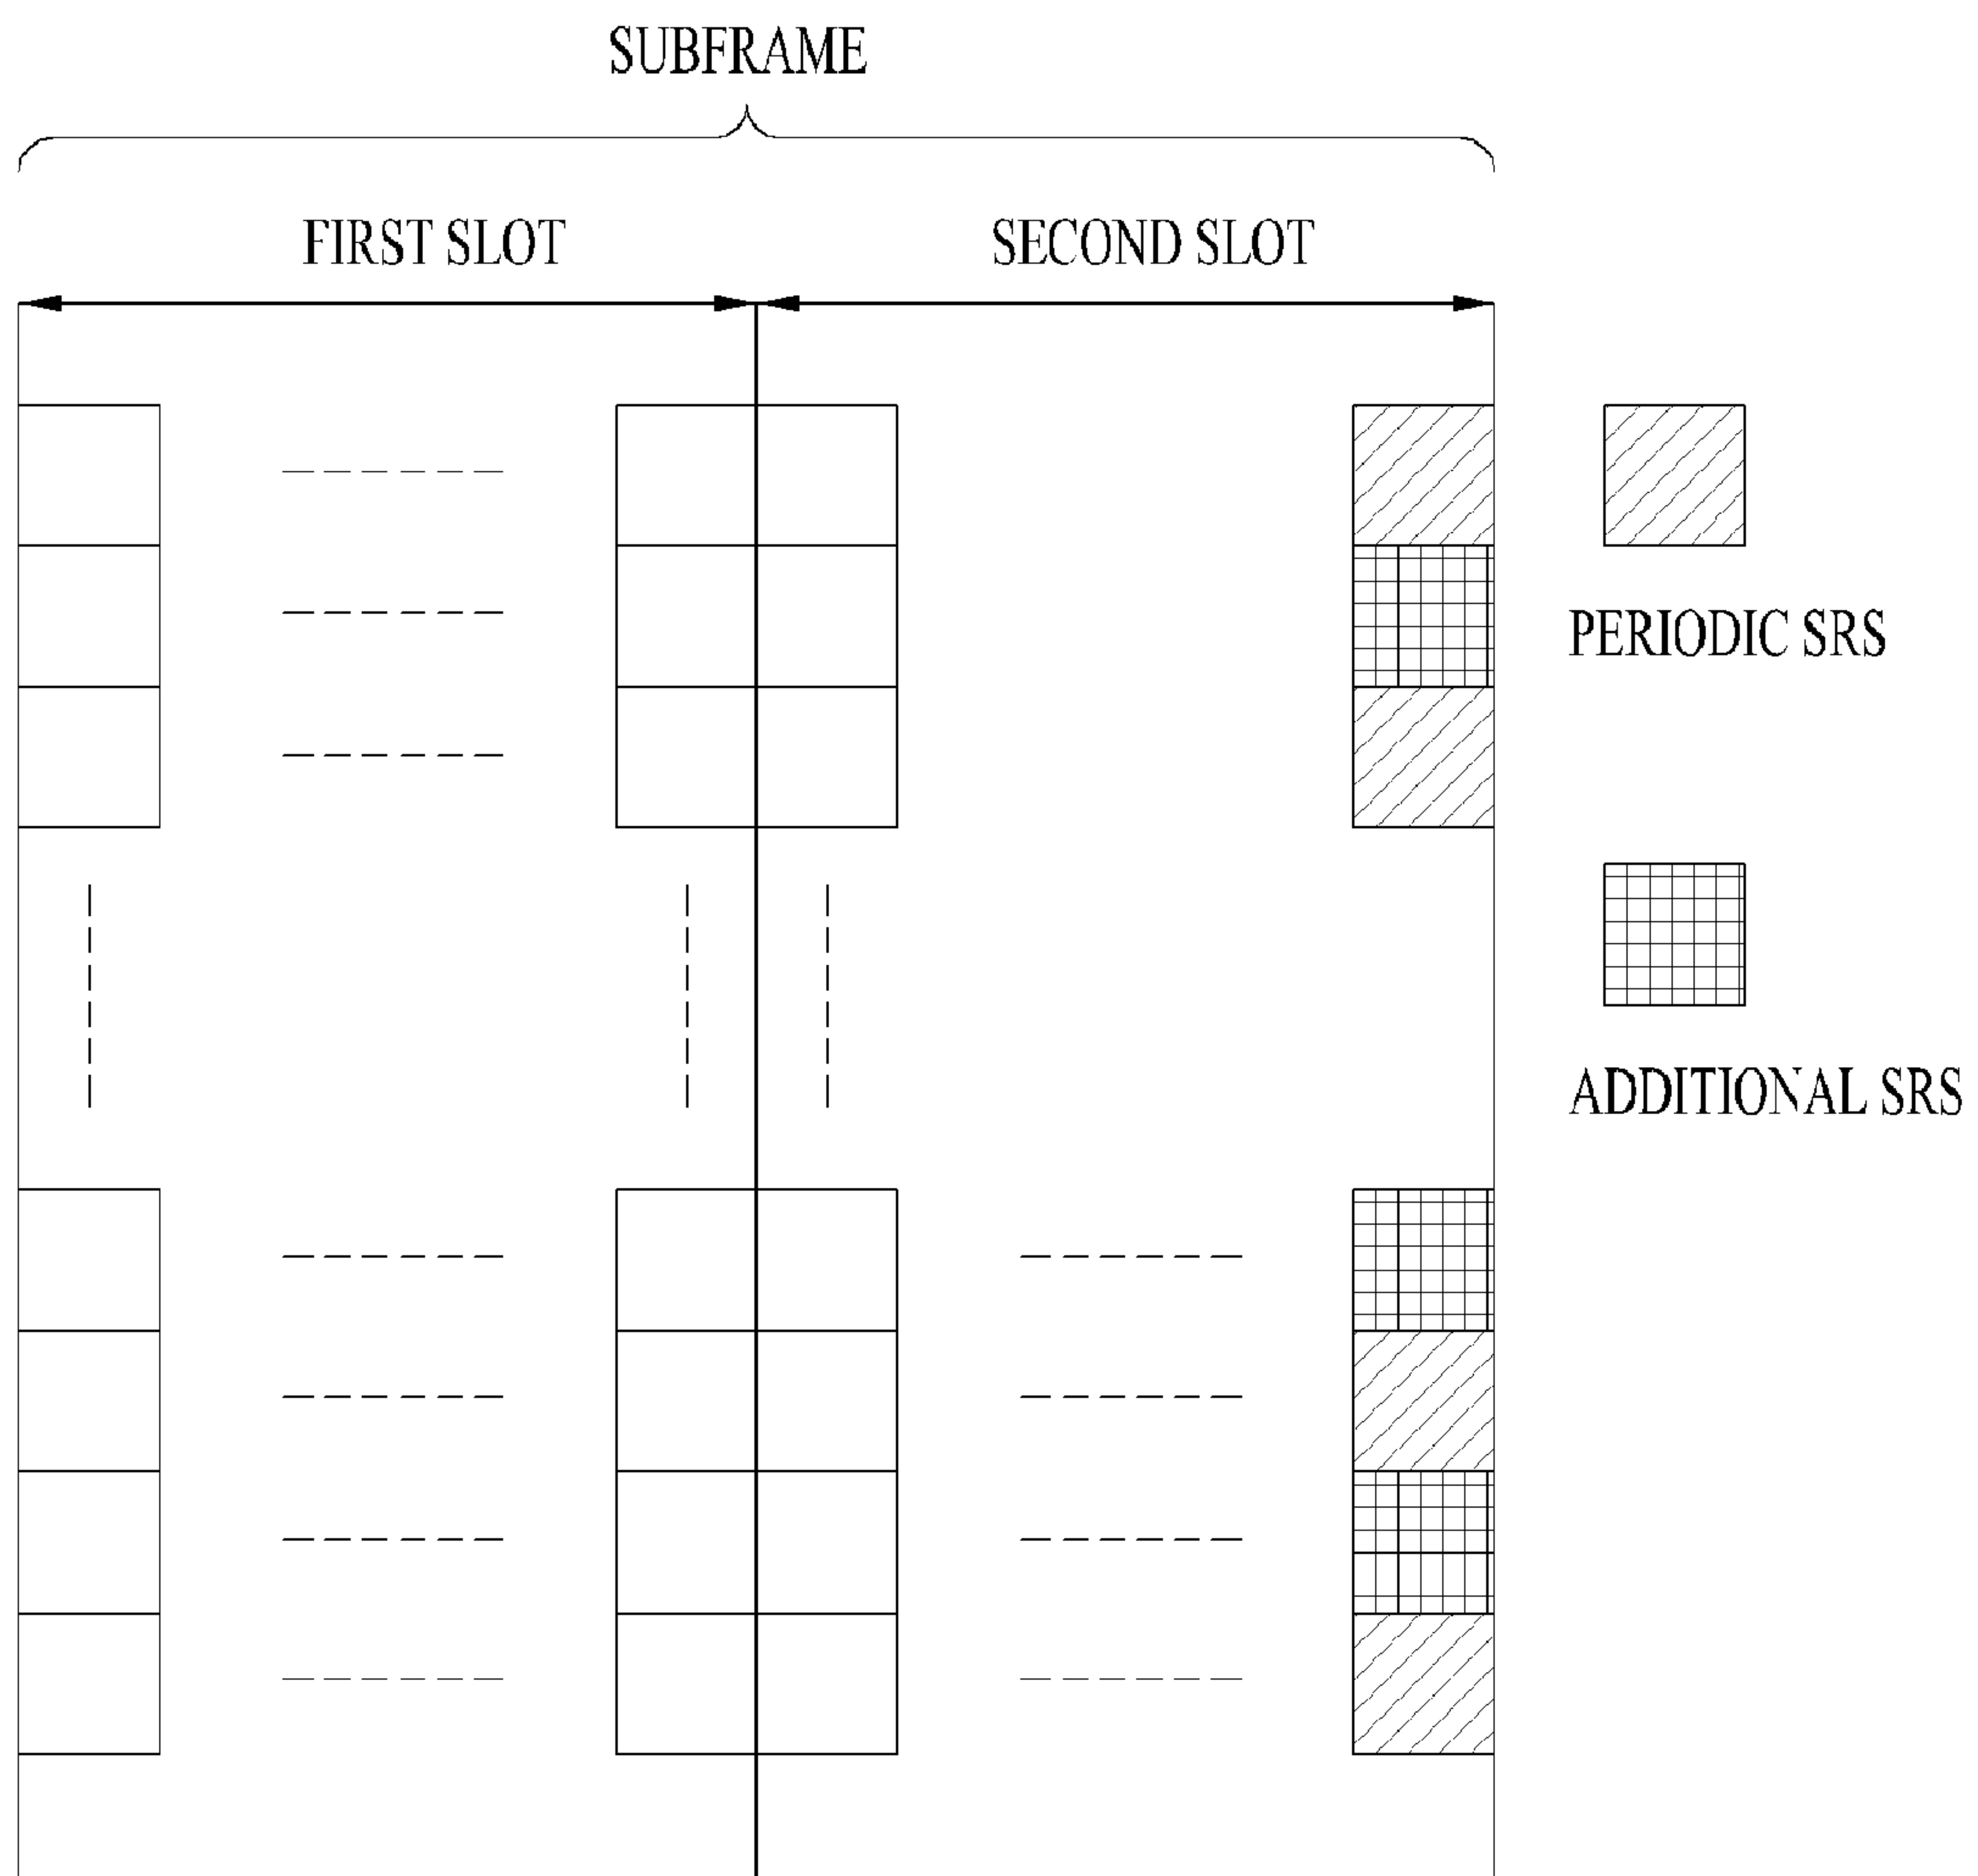 SUBFRAME
FIRST SLOT
SECOND SLOT
PERIODIC SRS
ADDITIONAL SRS